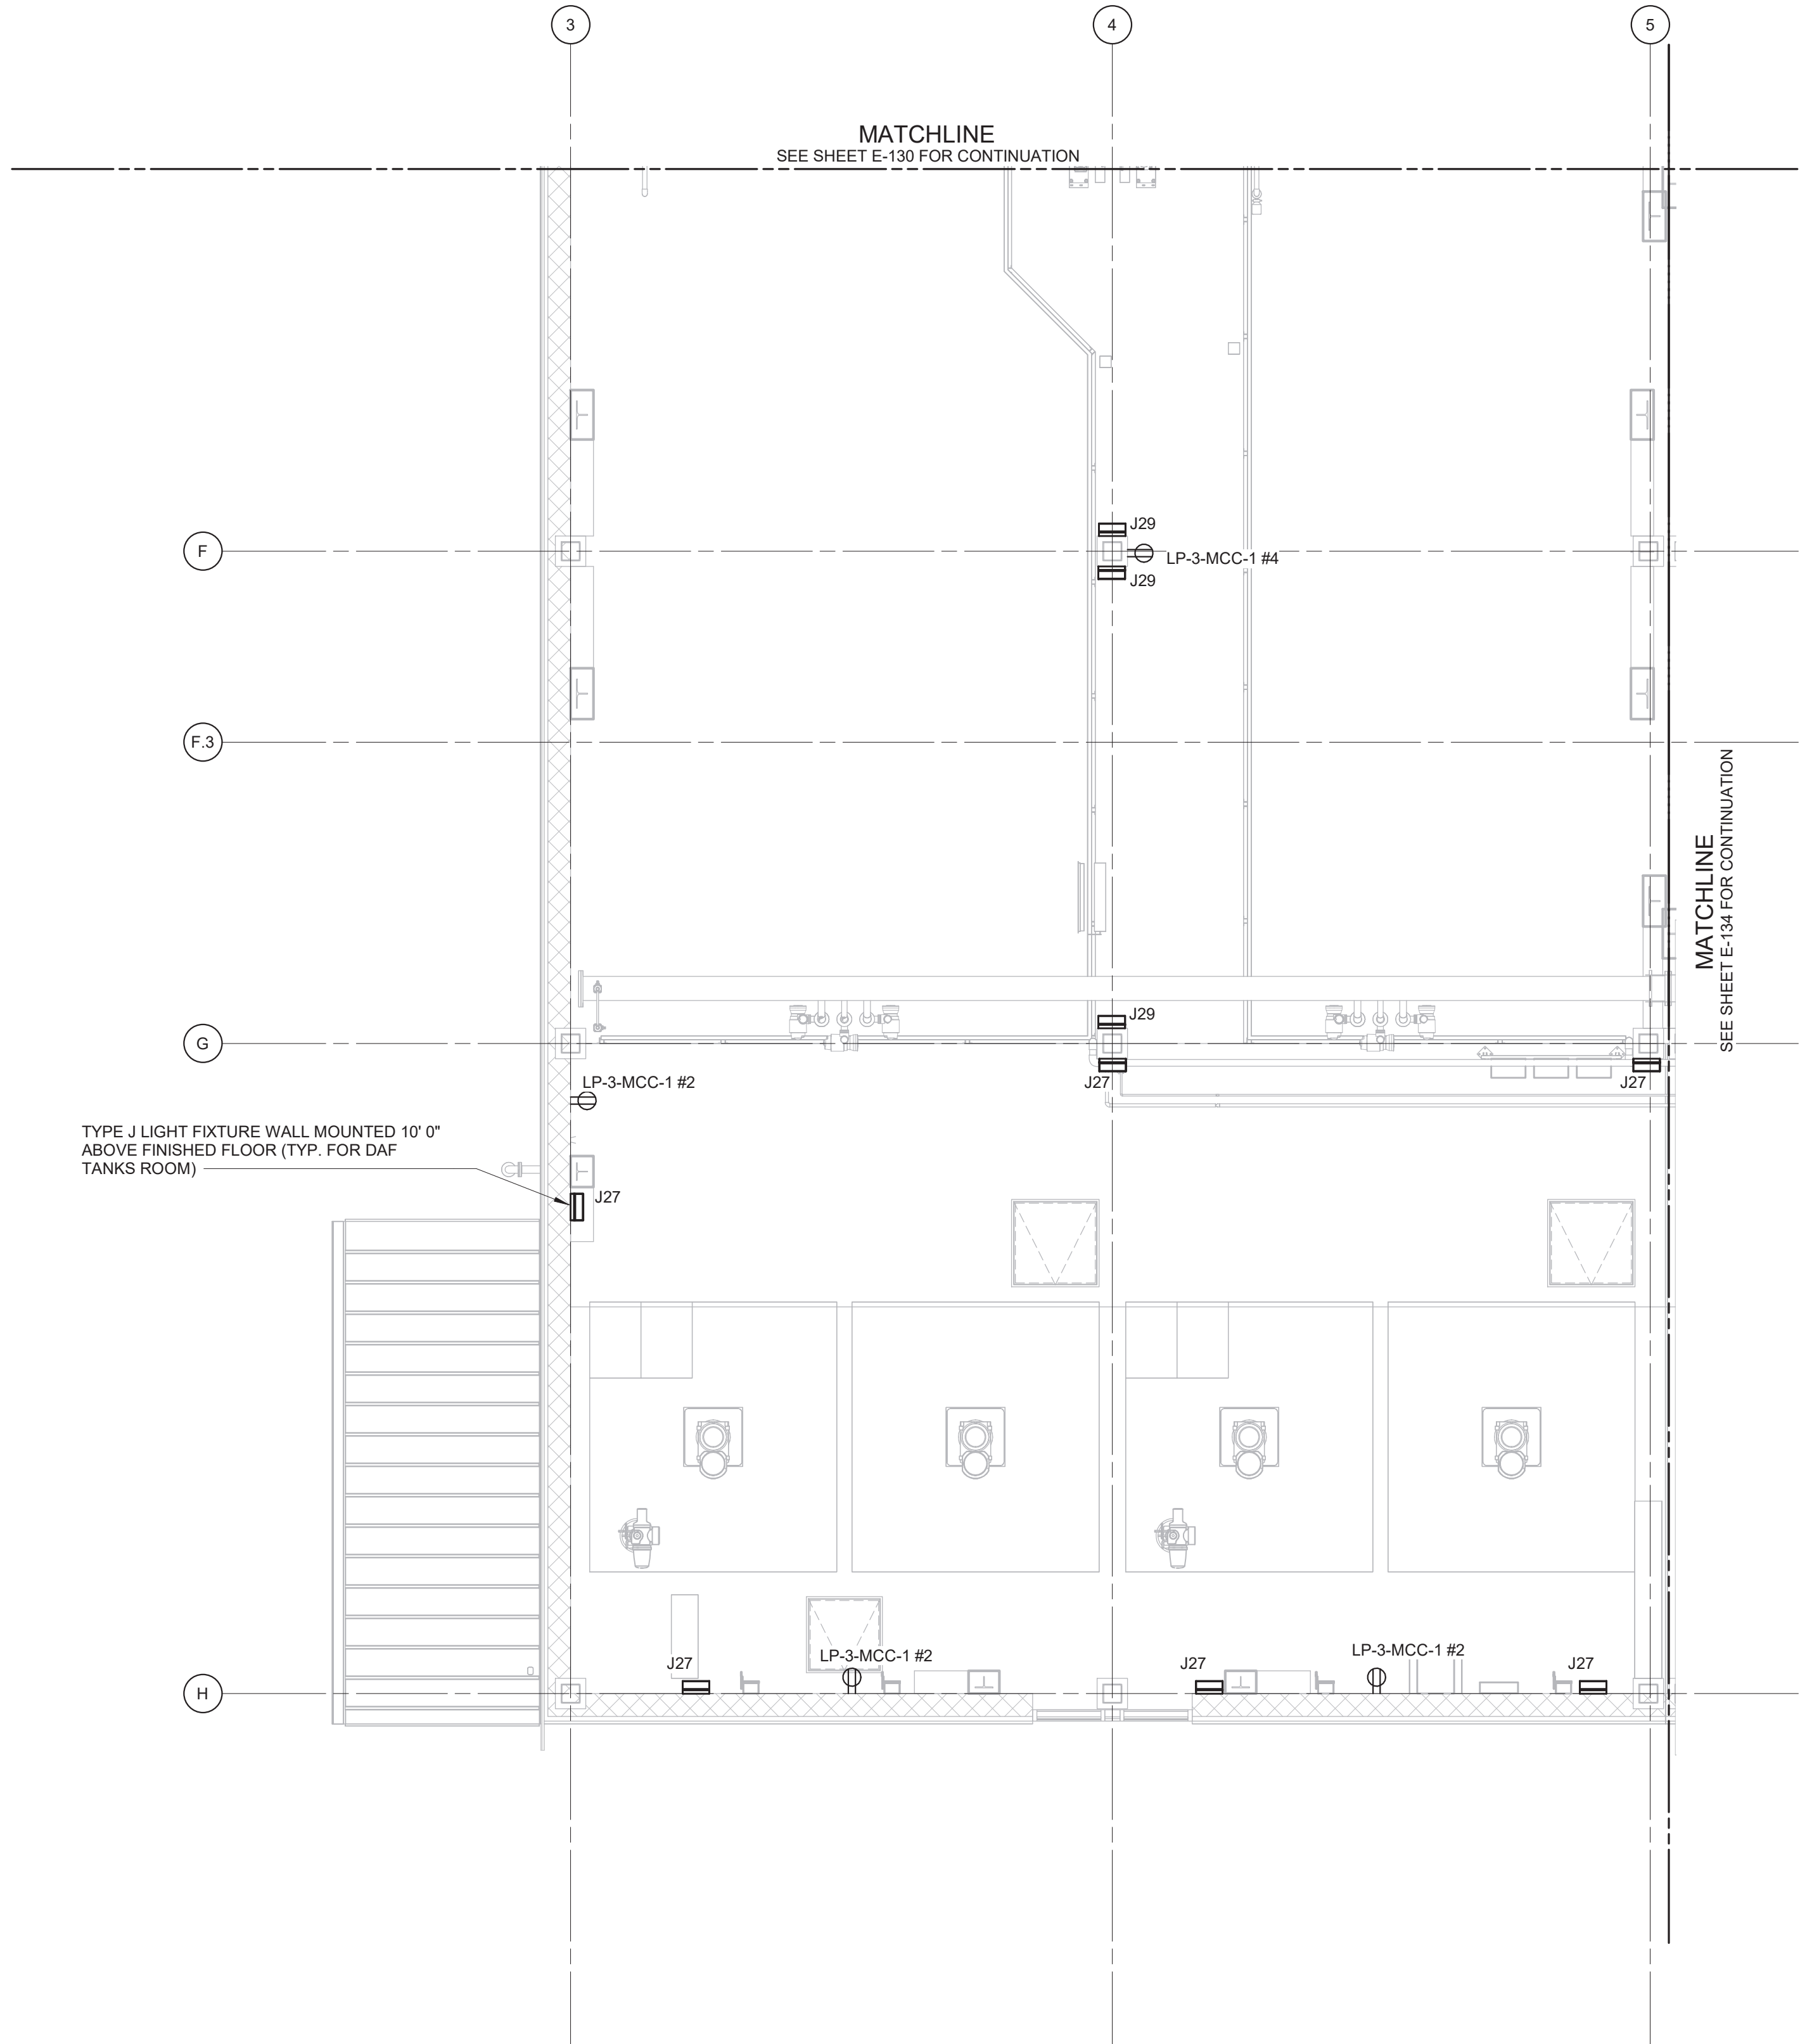 3
4
5
MATCHLINE
SEE SHEET E-130 FOR CONTINUATION
J29
F
LP-3-MCC-1 #4
J29
F.3
MATCHLINE
SEE SHEET E-134 FOR CONTINUATION
J29
G
LP-3-MCC-1 #2
J27
J27
TYPE J LIGHT FIXTURE WALL MOUNTED 10' 0"
ABOVE FINISHED FLOOR (TYP. FOR DAF
TANKS ROOM)
J27
LP-3-MCC-1 #2
LP-3-MCC-1 #2
J27
J27
J27
H